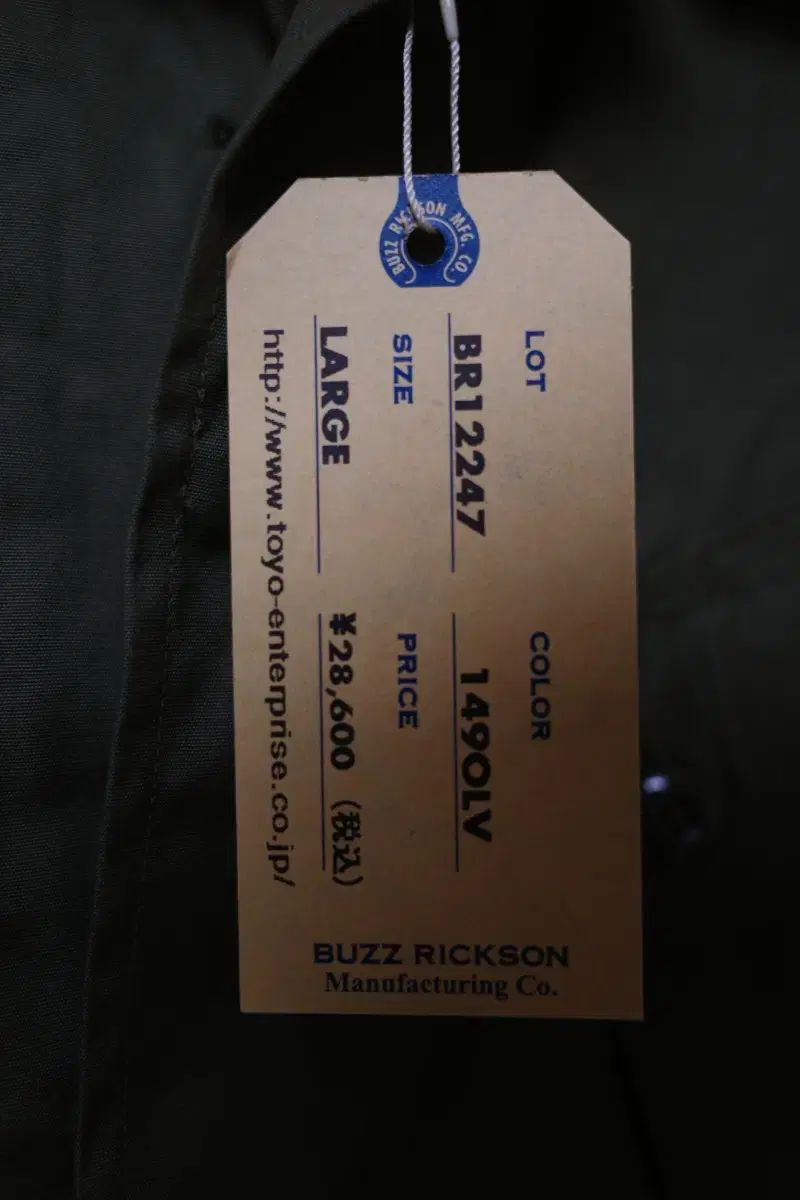 BUZZ RICKSON MFG. CO.
LOT
BR12247
COLOR
149OLV
SIZE
LARGE
PRICE
¥28,600 (税込)
http://www.toyo-enterprise.co.jp/
BUZZ RICKSON
Manufacturing Co.